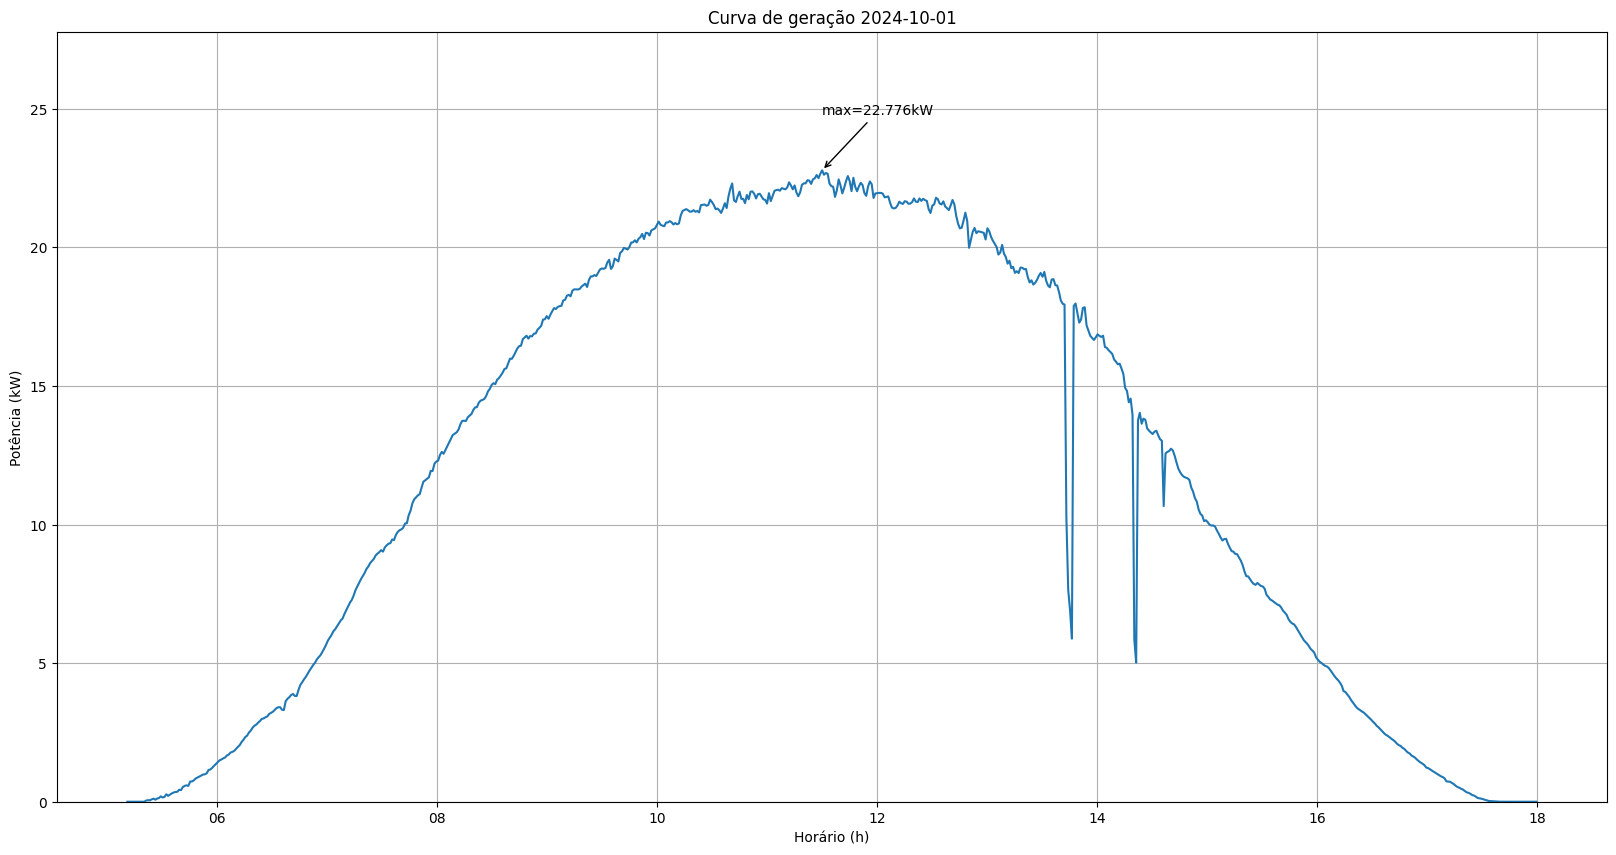 Curva de geração 2024-10-01
max=22.776kW
25
20
15
10
5
0
Potência (kW)
06 08 10 12 14 16 18
Horário (h)